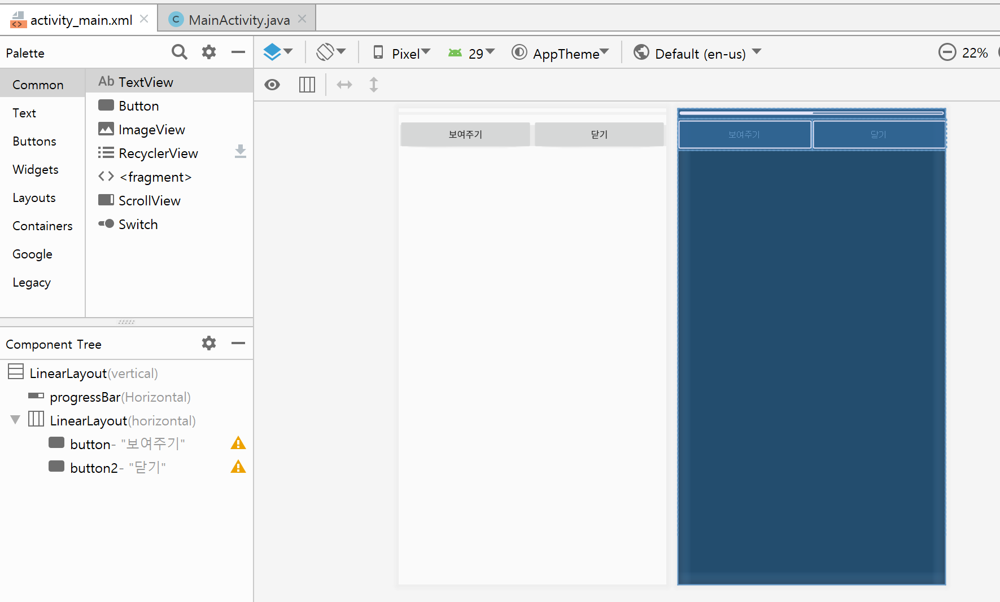 activity_main.xml
MainActivity.java
Palette
Pixel
29
AppTheme
Default (en-us)
22%
Common
Text
Buttons
Widgets
Layouts
Containers
Google
Legacy
Ab TextView
Button
ImageView
RecyclerView
<fragment>
ScrollView
Switch
보여주기
닫기
보여주기
닫기
Component Tree
LinearLayout(vertical)
progressBar(Horizontal)
LinearLayout(horizontal)
button- "보여주기"
button2- "닫기"